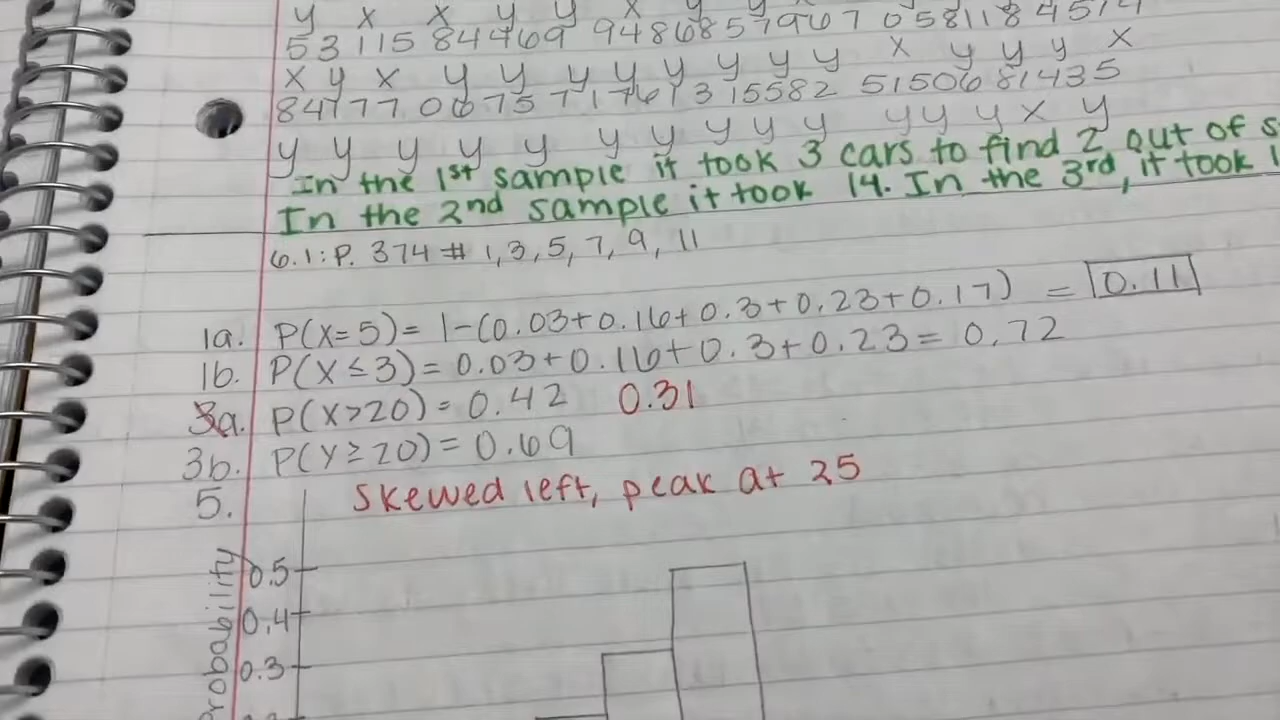 y x x y y x y y
53115 84469 94868 57967 05811 84514
x y x y y y y y y y y x y y y x
84177 06757 17613 15582 51506 81435
y y y y y y y y y y y y y x y
In the 1st sample it took 3 cars to find 2 out of
In the 2nd sample it took 14. In the 3rd, it took
6.1: P. 374 # 1, 3, 5, 7, 9, 11
1a. P(X=5) = 1-(0.03+0.16+0.3+0.23+0.17) = 0.11
1b. P(X≤3) = 0.03+0.16+0.3+0.23 = 0.72
3a. P(X>20) = 0.42 0.31
3b. P(Y≥20) = 0.69
5. skewed left, peak at 25
0.5
0.4
0.3